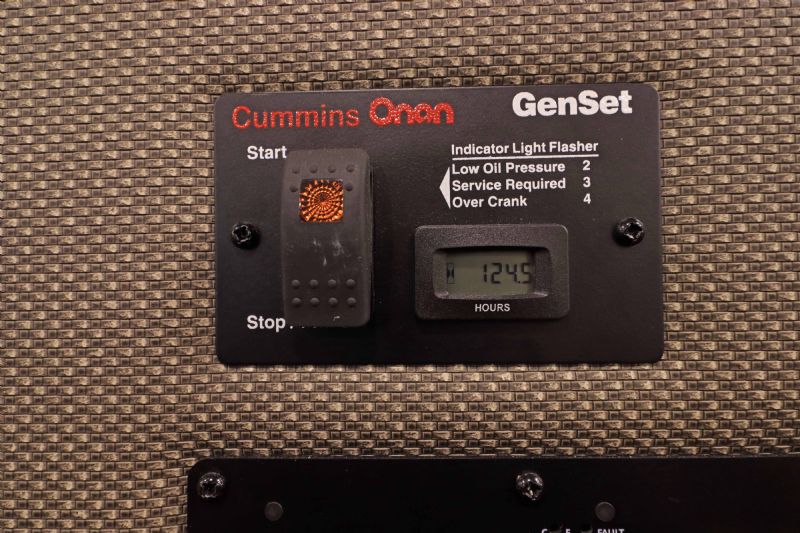 Cummins Onan GenSet
Start
Indicator Light Flasher
Low Oil Pressure 2
Service Required 3
Over Crank 4
124.5
HOURS
Stop
FAULT